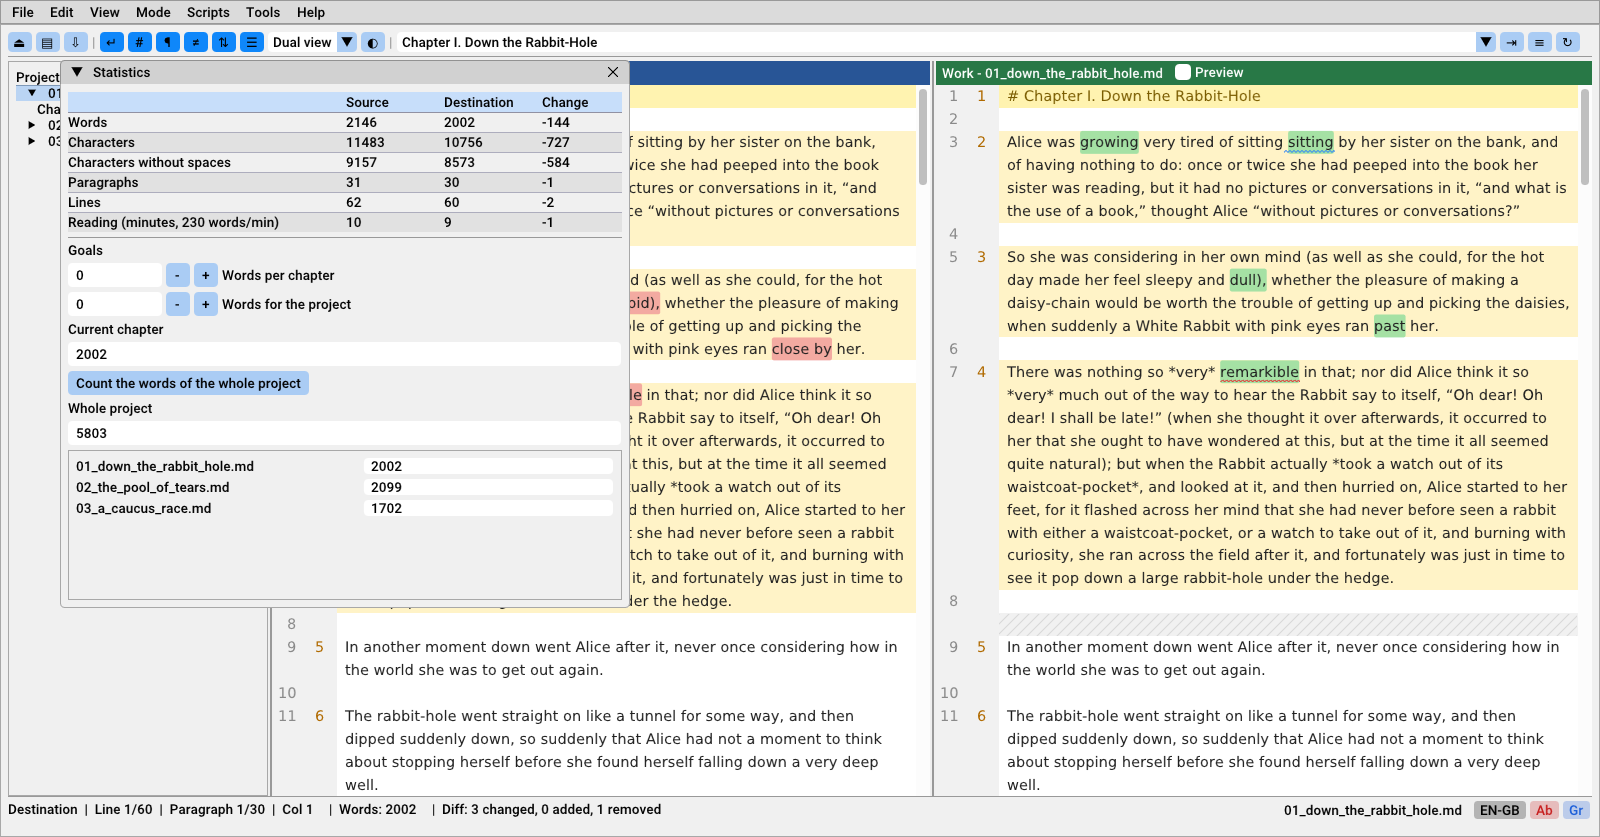 File Edit View Mode Scripts Tools Help
Dual view Chapter I. Down the Rabbit-Hole
Project
01
Cha
02
03
Statistics
Source Destination Change
Words 2146 2002 -144
Characters 11483 10756 -727
Characters without spaces 9157 8573 -584
Paragraphs 31 30 -1
Lines 62 60 -2
Reading (minutes, 230 words/min) 10 9 -1
Goals
0 - + Words per chapter
0 - + Words for the project
Current chapter
2002
Count the words of the whole project
Whole project
5803
01_down_the_rabbit_hole.md 2002
02_the_pool_of_tears.md 2099
03_a_caucus_race.md 1702
f sitting by her sister on the bank,
vice she had peeped into the book
ctures or conversations in it, “and
e “without pictures or conversations
d (as well as she could, for the hot
oid), whether the pleasure of making
le of getting up and picking the
with pink eyes ran close by her.
le in that; nor did Alice think it so
e Rabbit say to itself, “Oh dear! Oh
ht it over afterwards, it occurred to
at this, but at the time it all seemed
ually *took a watch out of its
d then hurried on, Alice started to her
t she had never before seen a rabbit
tch to take out of it, and burning with
it, and fortunately was just in time to
der the hedge.
8
9 5 In another moment down went Alice after it, never once considering how in
the world she was to get out again.
10
11 6 The rabbit-hole went straight on like a tunnel for some way, and then
dipped suddenly down, so suddenly that Alice had not a moment to think
about stopping herself before she found herself falling down a very deep
well.
Work - 01_down_the_rabbit_hole.md Preview
1 1 # Chapter I. Down the Rabbit-Hole
2
3 2 Alice was growing very tired of sitting sitting by her sister on the bank, and
of having nothing to do: once or twice she had peeped into the book her
sister was reading, but it had no pictures or conversations in it, “and what is
the use of a book,” thought Alice “without pictures or conversations?”
4
5 3 So she was considering in her own mind (as well as she could, for the hot
day made her feel sleepy and dull), whether the pleasure of making a
daisy-chain would be worth the trouble of getting up and picking the daisies,
when suddenly a White Rabbit with pink eyes ran past her.
6
7 4 There was nothing so *very* remarkible in that; nor did Alice think it so
*very* much out of the way to hear the Rabbit say to itself, “Oh dear! Oh
dear! I shall be late!” (when she thought it over afterwards, it occurred to
her that she ought to have wondered at this, but at the time it all seemed
quite natural); but when the Rabbit actually *took a watch out of its
waistcoat-pocket*, and looked at it, and then hurried on, Alice started to her
feet, for it flashed across her mind that she had never before seen a rabbit
with either a waistcoat-pocket, or a watch to take out of it, and burning with
curiosity, she ran across the field after it, and fortunately was just in time to
see it pop down a large rabbit-hole under the hedge.
8
9 5 In another moment down went Alice after it, never once considering how in
the world she was to get out again.
10
11 6 The rabbit-hole went straight on like a tunnel for some way, and then
dipped suddenly down, so suddenly that Alice had not a moment to think
about stopping herself before she found herself falling down a very deep
well.
Destination | Line 1/60 | Paragraph 1/30 | Col 1 | Words: 2002 | Diff: 3 changed, 0 added, 1 removed 01_down_the_rabbit_hole.md EN-GB Ab Gr